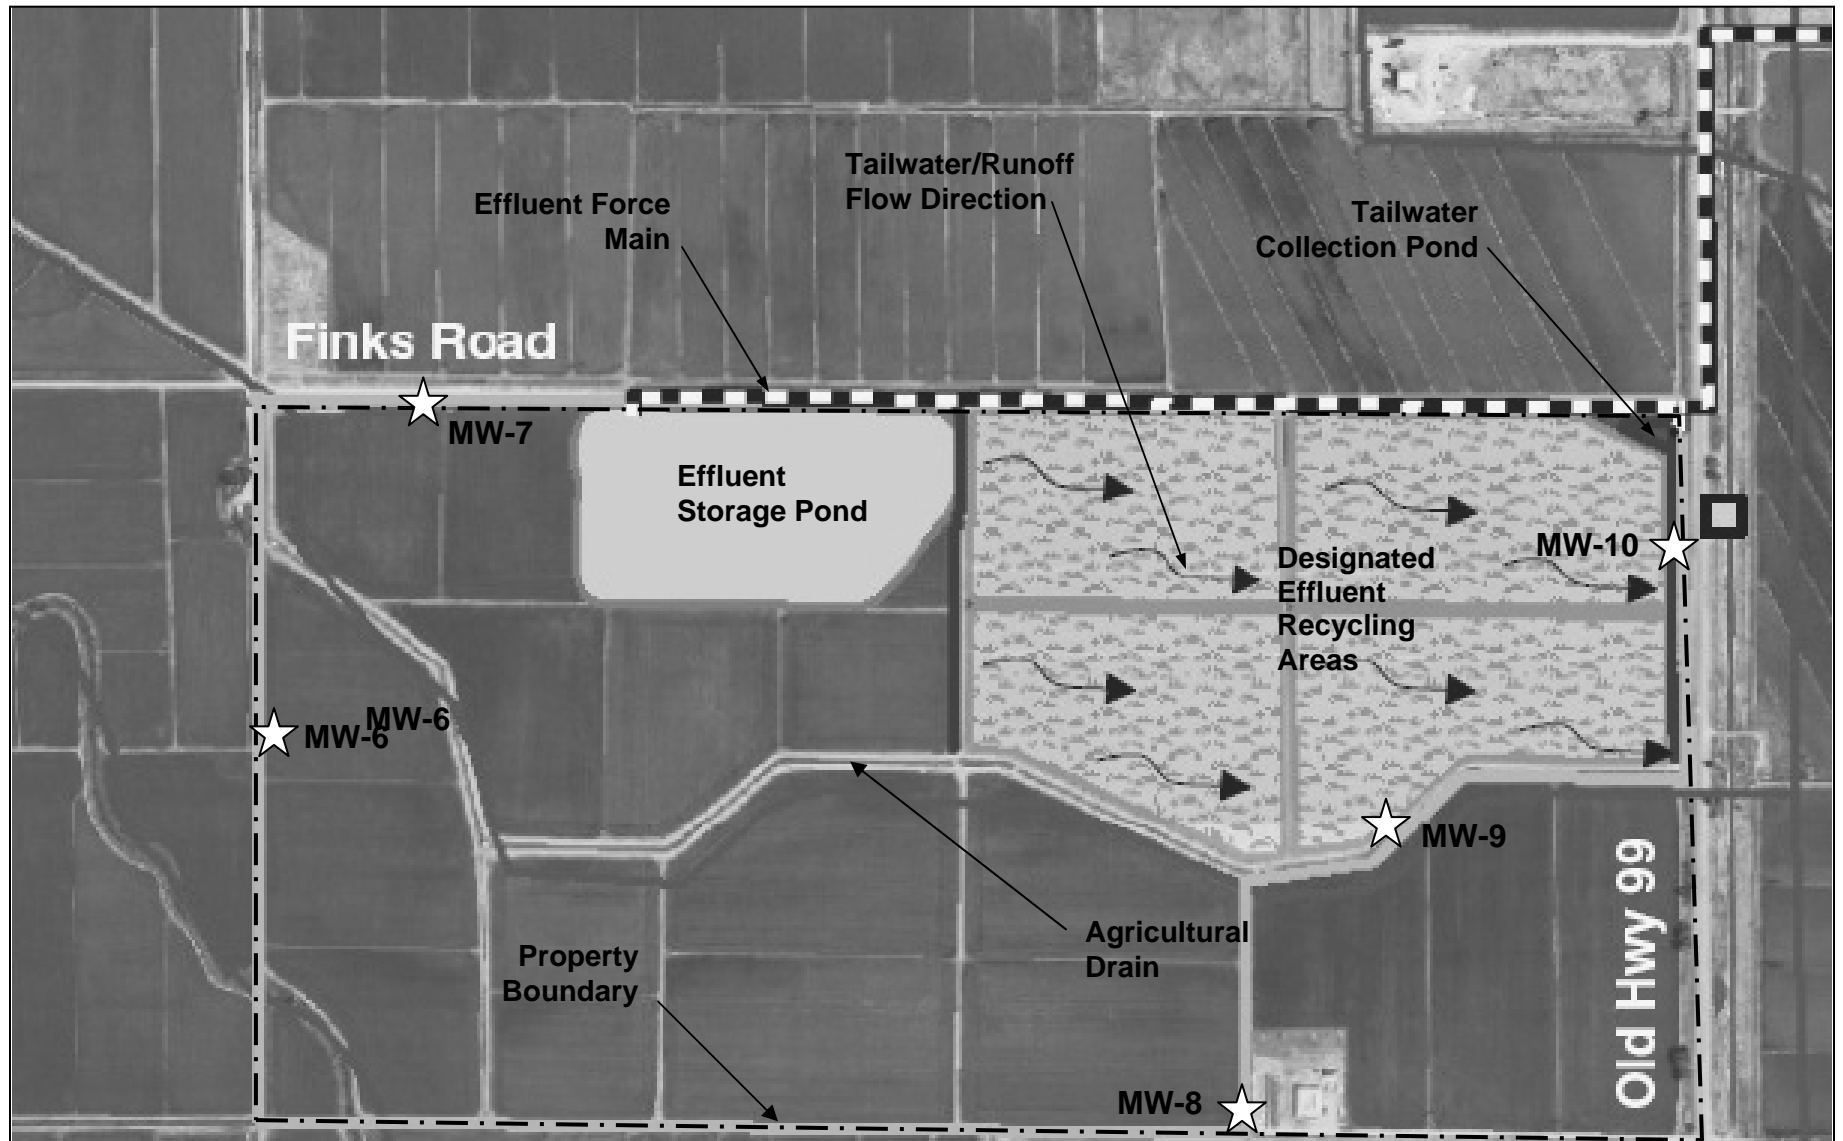 Tailwater/Runoff
Flow Direction
Effluent Force
Main
Tailwater
Collection Pond
Finks Road
MW-7
Effluent
Storage Pond
MW-10
Designated
Effluent
Recycling
Areas
MW-6
MW-6
MW-9
Old Hwy 99
Agricultural
Drain
Property
Boundary
MW-8